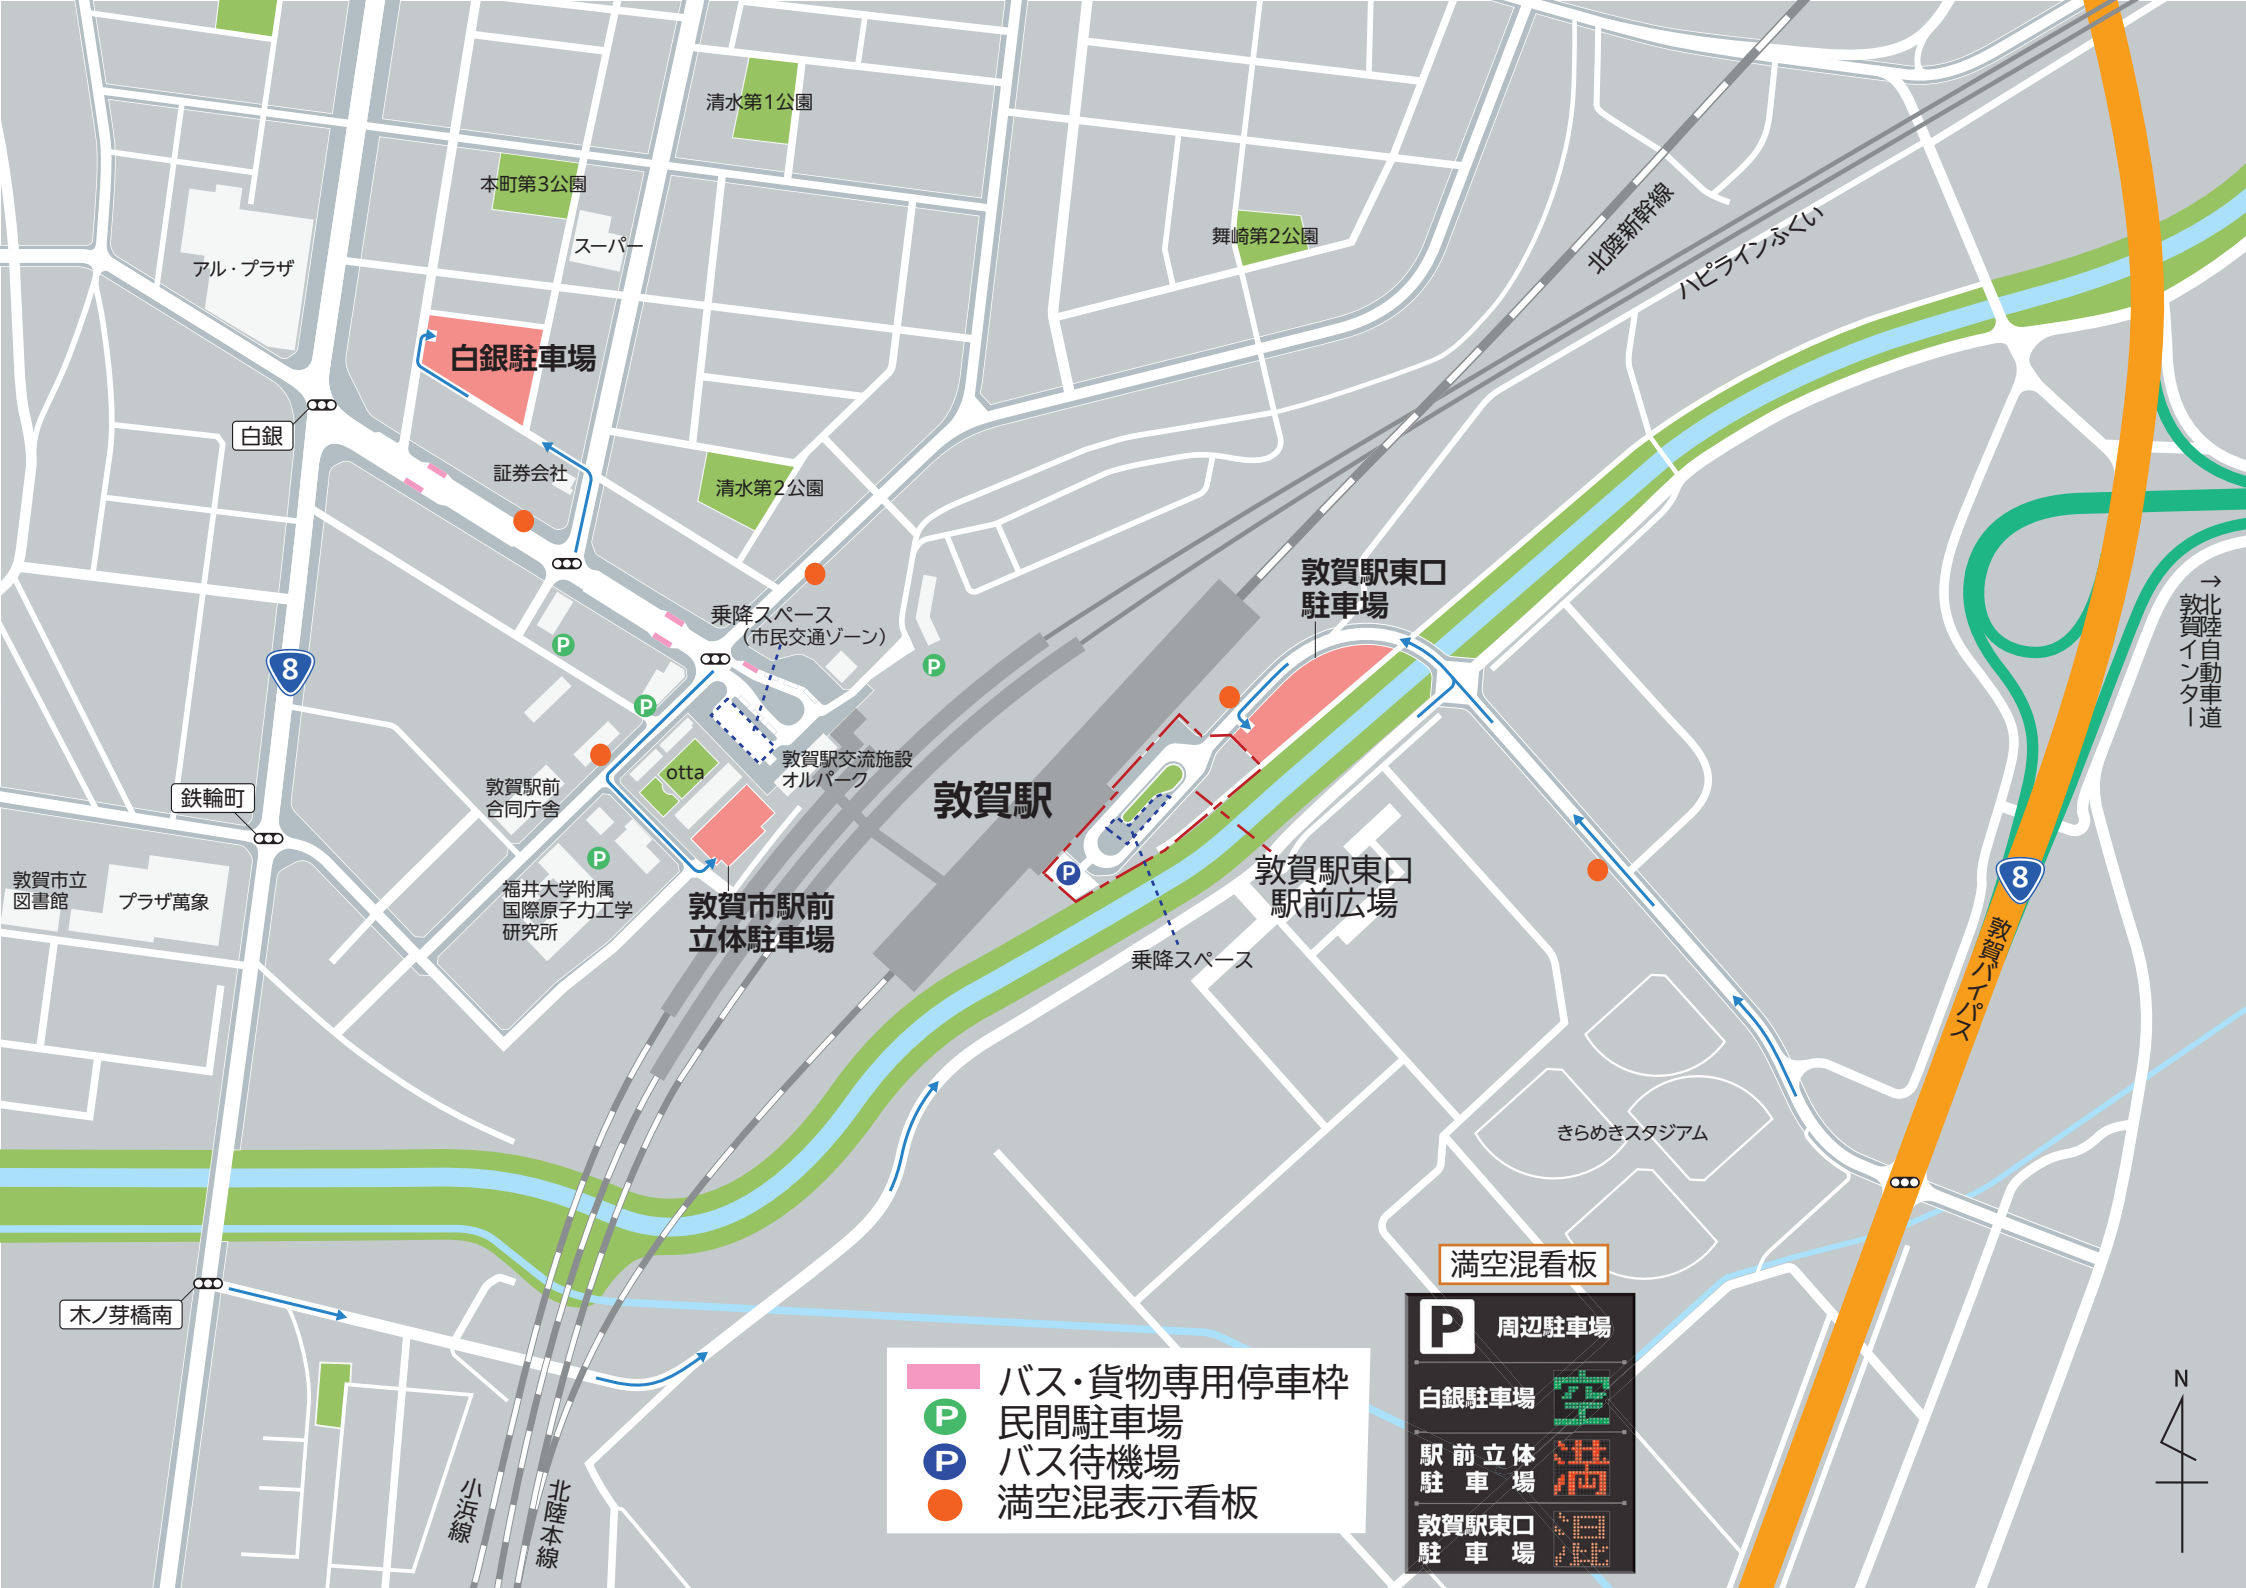 清水第1公園
本町第3公園
スーパー
アル・プラザ
舞崎第2公園
北陸新幹線
ハピラインふくい
白銀駐車場
白銀
証券会社
清水第2公園
乗降スペース
（市民交通ゾーン）
敦賀駅東口
駐車場
→北陸自動車道
敦賀インター
P
P
P
8
otta
敦賀駅交流施設
オルパーク
敦賀駅前
合同庁舎
鉄輪町
敦賀駅
P
P
敦賀駅東口
駅前広場
8
敦賀バイパス
敦賀市立
図書館
プラザ萬象
福井大学附属
国際原子力工学
研究所
敦賀市駅前
立体駐車場
乗降スペース
きらめきスタジアム
木ノ芽橋南
小浜線
北陸本線
バス・貨物専用停車枠
P 民間駐車場
P バス待機場
満空混表示看板
満空混看板
P 周辺駐車場
白銀駐車場 空
駅前立体
駐車場 満
敦賀駅東口
駐車場 混
N